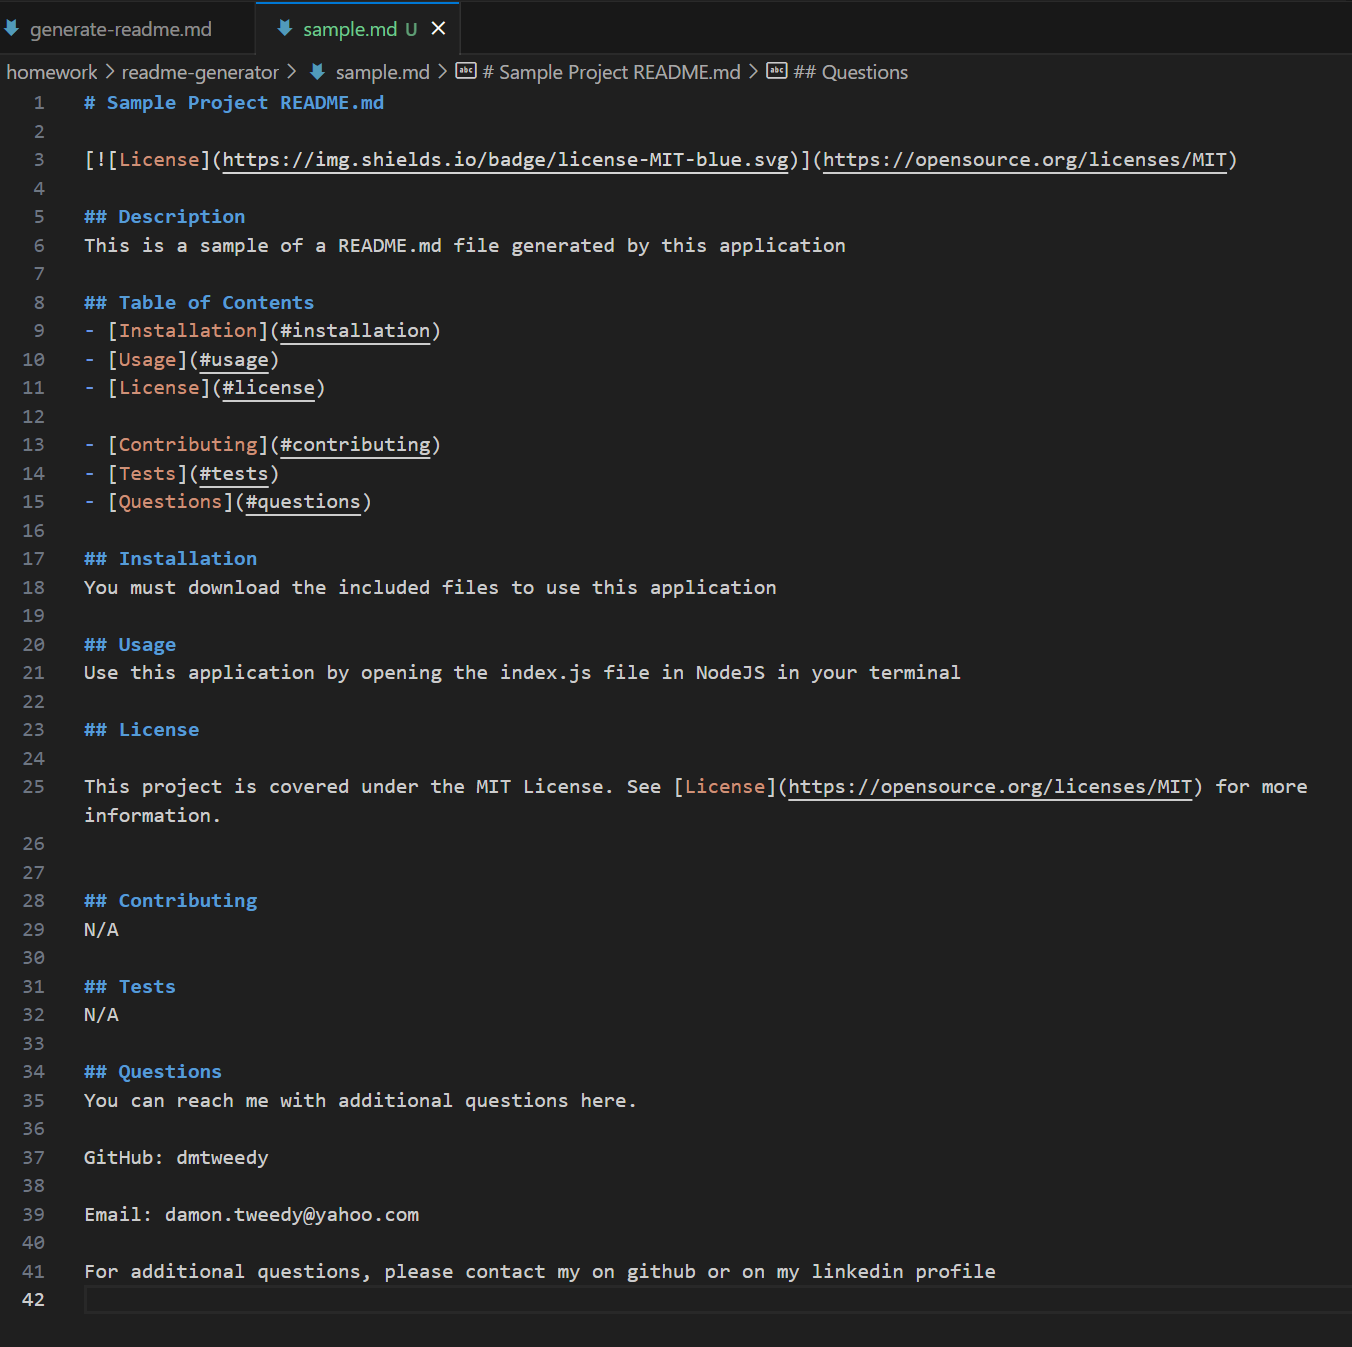 generate-readme.md
sample.md U
homework > readme-generator > sample.md > # Sample Project README.md > ## Questions
1 # Sample Project README.md
2
3 [![License](https://img.shields.io/badge/license-MIT-blue.svg)](https://opensource.org/licenses/MIT)
4
5 ## Description
6 This is a sample of a README.md file generated by this application
7
8 ## Table of Contents
9 - [Installation](#installation)
10 - [Usage](#usage)
11 - [License](#license)
12
13 - [Contributing](#contributing)
14 - [Tests](#tests)
15 - [Questions](#questions)
16
17 ## Installation
18 You must download the included files to use this application
19
20 ## Usage
21 Use this application by opening the index.js file in NodeJS in your terminal
22
23 ## License
24
25 This project is covered under the MIT License. See [License](https://opensource.org/licenses/MIT) for more
information.
26
27
28 ## Contributing
29 N/A
30
31 ## Tests
32 N/A
33
34 ## Questions
35 You can reach me with additional questions here.
36
37 GitHub: dmtweedy
38
39 Email: damon.tweedy@yahoo.com
40
41 For additional questions, please contact my on github or on my linkedin profile
42